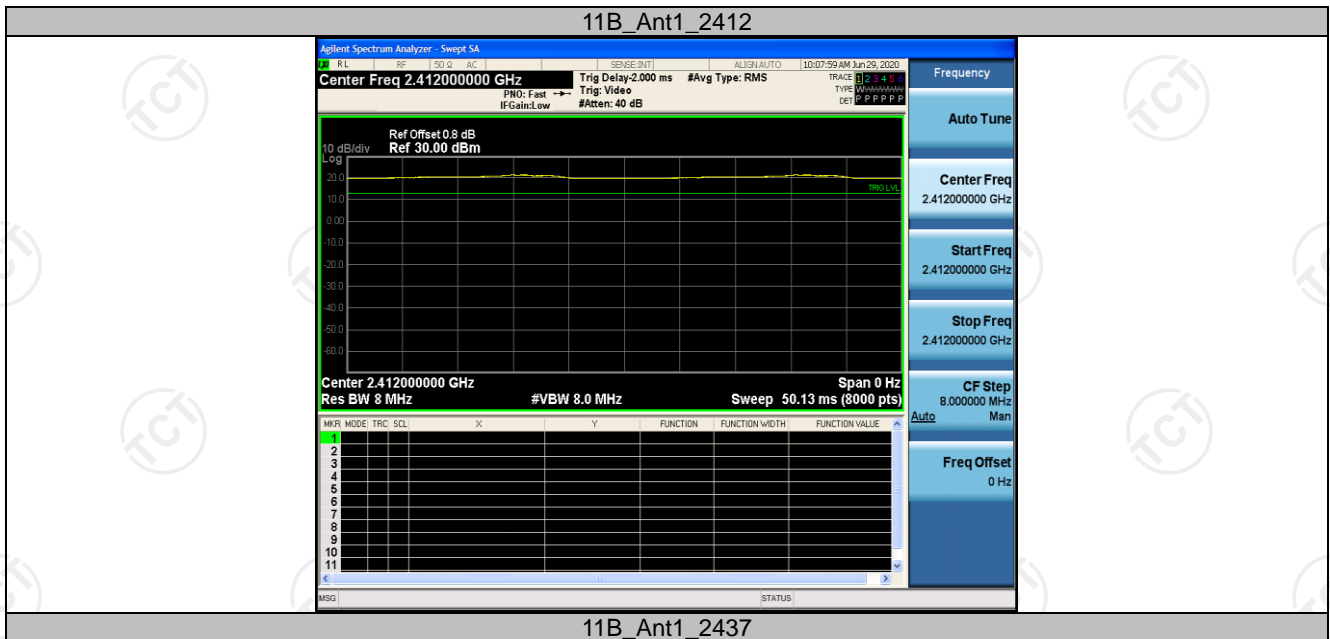 11B_Ant1_2412
Agilent Spectrum Analyzer - Swept SA
RL RF 50 Ω AC SENSE:INT ALIGN AUTO 10:07:59 AM Jun 29, 2020
Center Freq 2.412000000 GHz
PNO: Fast
IFGain:Low
Trig Delay-2.000 ms
Trig: Video
#Atten: 40 dB
#Avg Type: RMS
TRACE 1 2 3 4 5 6
TYPE WWWWWW
DET P P P P P P
Ref Offset 0.8 dB
10 dB/div Ref 30.00 dBm
Log
20.0
TRIG LVL
10.0
0.00
-10.0
-20.0
-30.0
-40.0
-50.0
-60.0
Center 2.412000000 GHz Span 0 Hz
Res BW 8 MHz #VBW 8.0 MHz Sweep 50.13 ms (8000 pts)
MKR MODE TRC SCL X Y FUNCTION FUNCTION WIDTH FUNCTION VALUE
1
2
3
4
5
6
7
8
9
10
11
MSG STATUS
Frequency
Auto Tune
Center Freq
2.412000000 GHz
Start Freq
2.412000000 GHz
Stop Freq
2.412000000 GHz
CF Step
8.000000 MHz
Auto Man
Freq Offset
0 Hz
TCT
TCT
TCT
TCT
11B_Ant1_2437